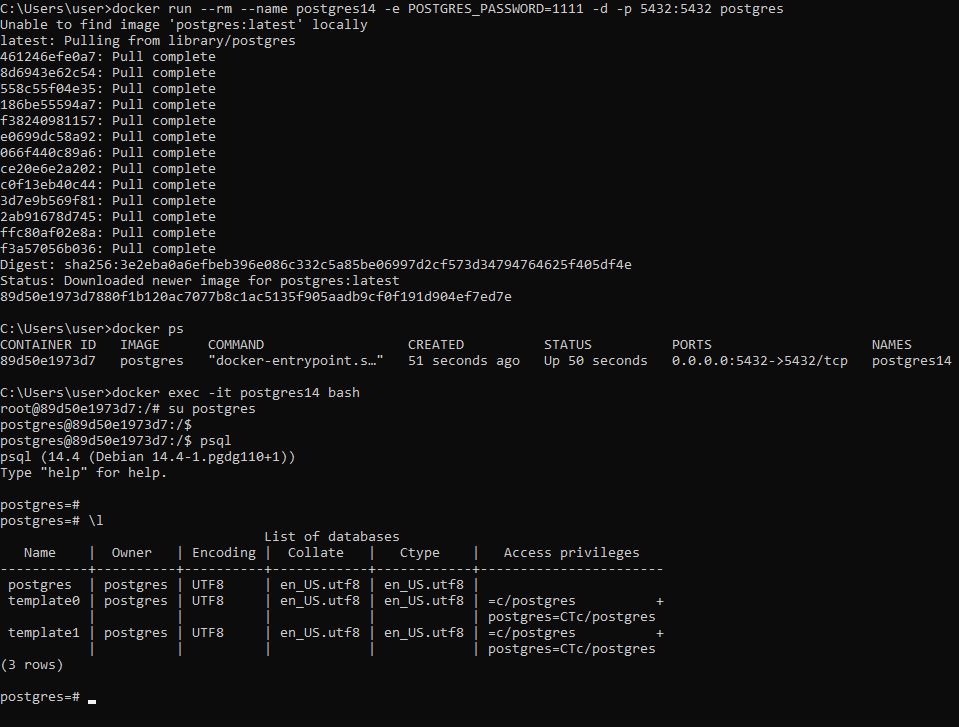 C:\Users\user>docker run --rm --name postgres14 -e POSTGRES_PASSWORD=1111 -d -p 5432:5432 postgres
Unable to find image 'postgres:latest' locally
latest: Pulling from library/postgres
461246efe0a7: Pull complete
8d6943e62c54: Pull complete
558c55f04e35: Pull complete
186be55594a7: Pull complete
f38240981157: Pull complete
e0699dc58a92: Pull complete
066f440c89a6: Pull complete
ce20e6e2a202: Pull complete
c0f13eb40c44: Pull complete
3d7e9b569f81: Pull complete
2ab91678d745: Pull complete
ffc80af02e8a: Pull complete
f3a57056b036: Pull complete
Digest: sha256:3e2eba0a6efbeb396e086c332c5a85be06997d2cf573d34794764625f405df4e
Status: Downloaded newer image for postgres:latest
89d50e1973d7880f1b120ac7077b8c1ac5135f905aadb9cf0f191d904ef7ed7e

C:\Users\user>docker ps
CONTAINER ID   IMAGE      COMMAND                  CREATED          STATUS          PORTS                    NAMES
89d50e1973d7   postgres   "docker-entrypoint.s…"   51 seconds ago   Up 50 seconds   0.0.0.0:5432->5432/tcp   postgres14

C:\Users\user>docker exec -it postgres14 bash
root@89d50e1973d7:/# su postgres
postgres@89d50e1973d7:/$
postgres@89d50e1973d7:/$ psql
psql (14.4 (Debian 14.4-1.pgdg110+1))
Type "help" for help.

postgres=#
postgres=# \l
                                 List of databases
   Name    |  Owner   | Encoding |  Collate   |   Ctype    |   Access privileges
-----------+----------+----------+------------+------------+-----------------------
 postgres  | postgres | UTF8     | en_US.utf8 | en_US.utf8 |
 template0 | postgres | UTF8     | en_US.utf8 | en_US.utf8 | =c/postgres          +
           |          |          |            |            | postgres=CTc/postgres
 template1 | postgres | UTF8     | en_US.utf8 | en_US.utf8 | =c/postgres          +
           |          |          |            |            | postgres=CTc/postgres
(3 rows)

postgres=#